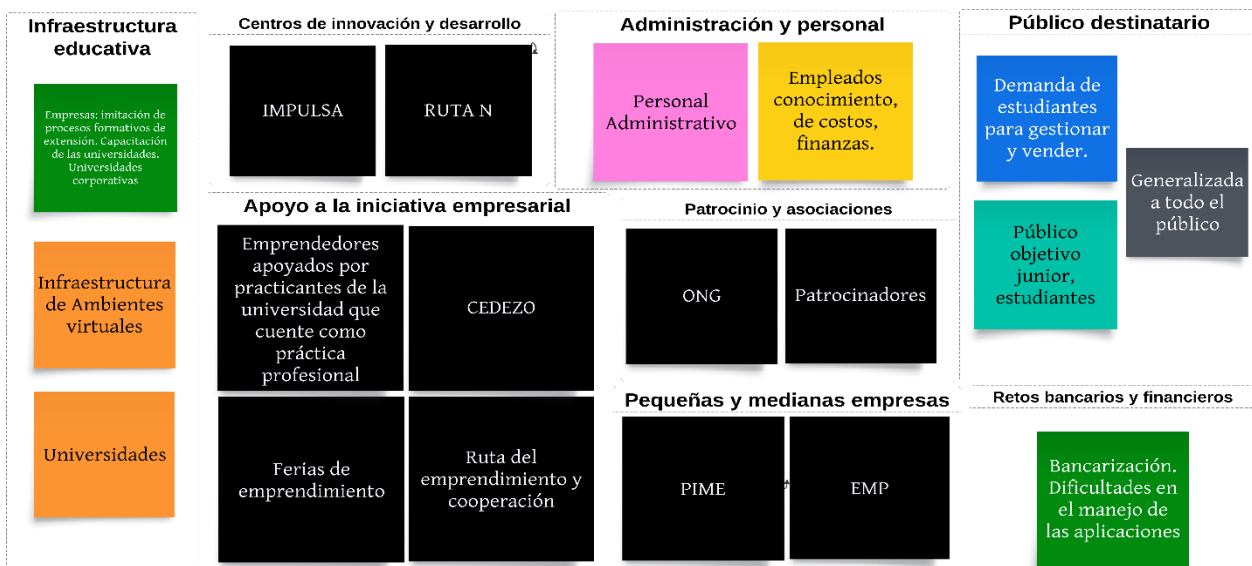 Infraestructura
educativa
Empresas: imitación de
procesos formativos de
extensión. Capacitación
de las universidades.
Universidades
corporativas
Infraestructura
de Ambientes
virtuales
Universidades
Centros de innovación y desarrollo
IMPULSA
RUTA N
Administración y personal
Personal
Administrativo
Empleados
conocimiento,
de costos,
finanzas.
Público destinatario
Demanda de
estudiantes
para gestionar
y vender.
Generalizada
a todo el
público
Público
objetivo
junior,
estudiantes
Apoyo a la iniciativa empresarial
Emprendedores
apoyados por
practicantes de la
universidad que
cuente como
práctica
profesional
CEDEZO
Ferias de
emprendimiento
Ruta del
emprendimiento y
cooperación
Patrocinio y asociaciones
ONG
Patrocinadores
Pequeñas y medianas empresas
PIME
EMP
Retos bancarios y financieros
Bancarización.
Dificultades en
el manejo de
las aplicaciones